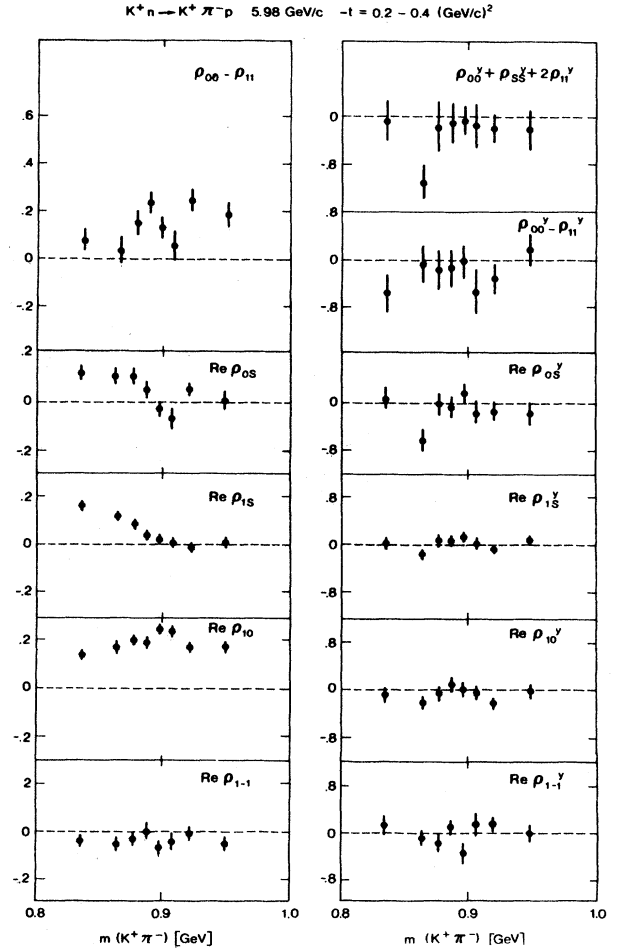 K⁺n → K⁺ π⁻p 5.98 GeV/c -t = 0.2 - 0.4 (GeV/c)²
ρ₀₀ - ρ₁₁
.6
.4
.2
0
-.2
.2
Re ρ₀S
0
-.2
.2
Re ρ₁S
0
-.2
Re ρ₁₀
.2
0
-.2
2
Re ρ₁₋₁
0
-.2
0.8 0.9 1.0
m (K⁺π⁻) [GeV]
ρ₀₀ʸ + ρSSʸ + 2ρ₁₁ʸ
0
-.8
.8
ρ₀₀ʸ - ρ₁₁ʸ
0
-.8
Re ρ₀Sʸ
0
-.8
.8
Re ρ₁Sʸ
0
-.8
Re ρ₁₀ʸ
.8
0
-.8
Re ρ₁₋₁ʸ
.8
0
-.8
0.8 0.9 1.0
m (K⁺π⁻) [GeV]